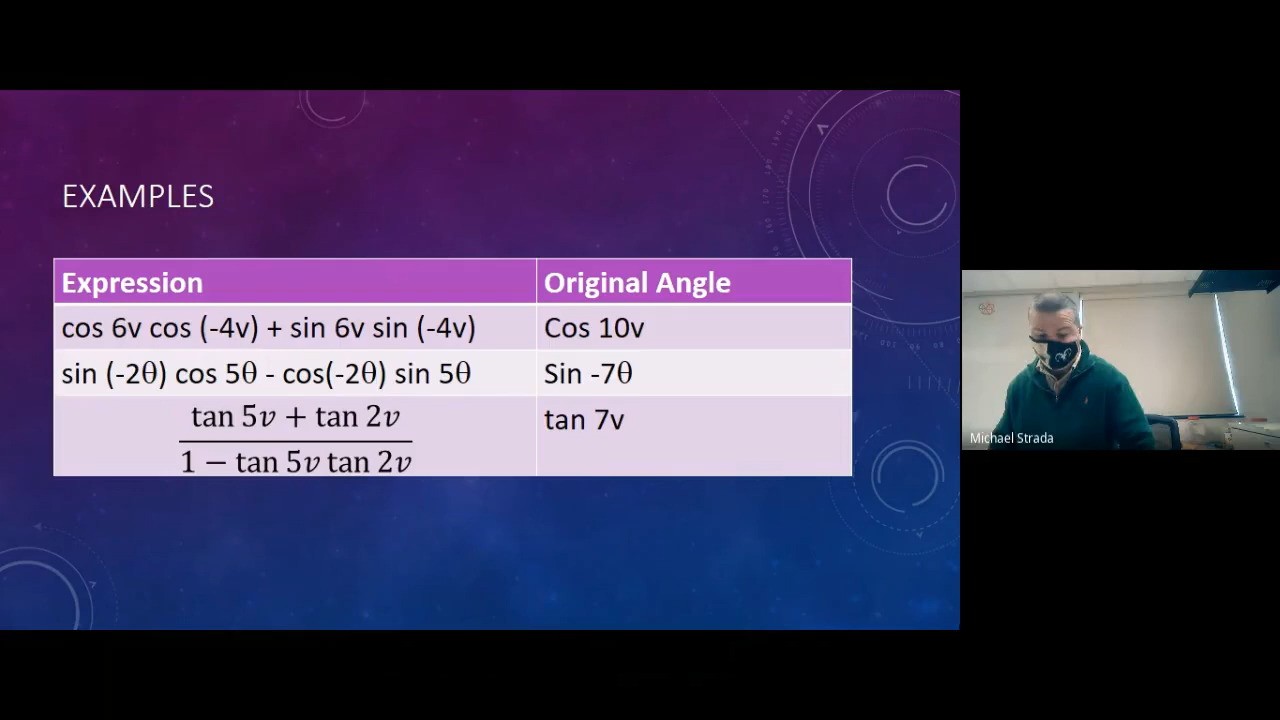 EXAMPLES
Expression Original Angle
cos 6v cos (-4v) + sin 6v sin (-4v) Cos 10v
sin (-2θ) cos 5θ - cos(-2θ) sin 5θ Sin -7θ
tan 5v + tan 2v tan 7v
1 − tan 5v tan 2v
Michael Strada